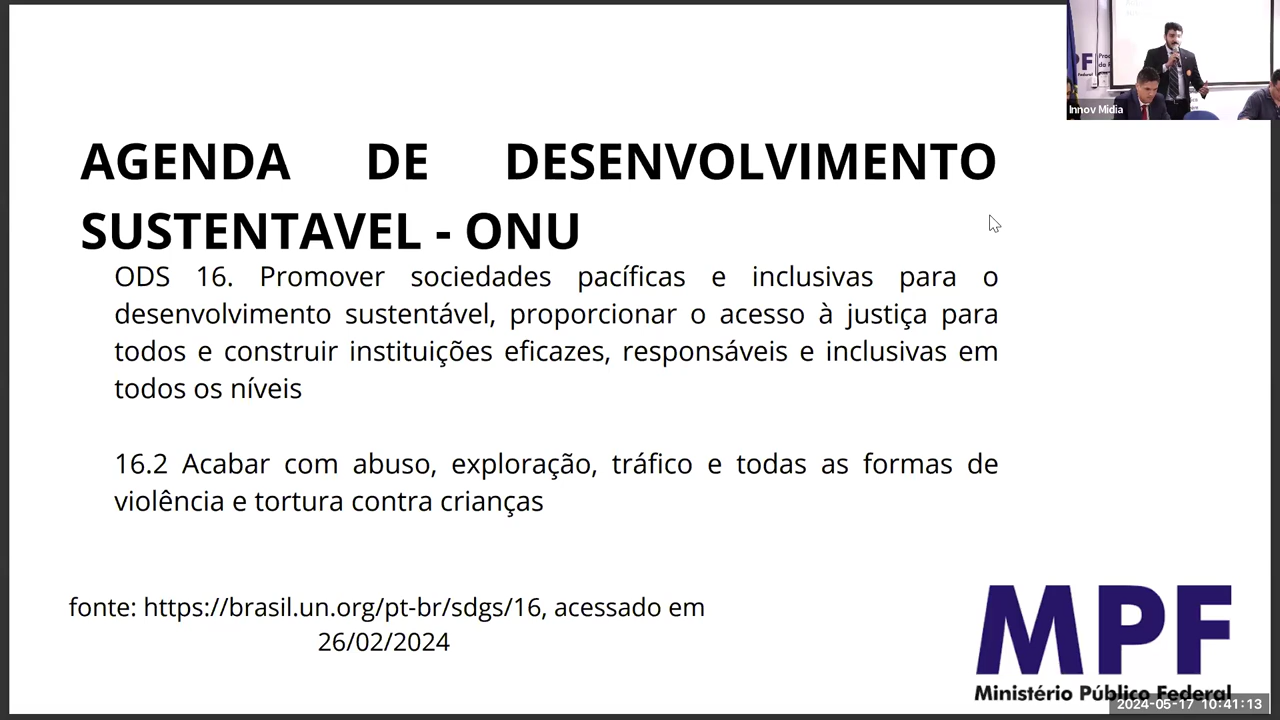 AGENDA DE DESENVOLVIMENTO
SUSTENTAVEL - ONU
ODS 16. Promover sociedades pacíficas e inclusivas para o
desenvolvimento sustentável, proporcionar o acesso à justiça para
todos e construir instituições eficazes, responsáveis e inclusivas em
todos os níveis
16.2 Acabar com abuso, exploração, tráfico e todas as formas de
violência e tortura contra crianças
fonte: https://brasil.un.org/pt-br/sdgs/16, acessado em
26/02/2024
MPF
Ministério Público Federal
2024-05-17 10:41:13
Innov Midia